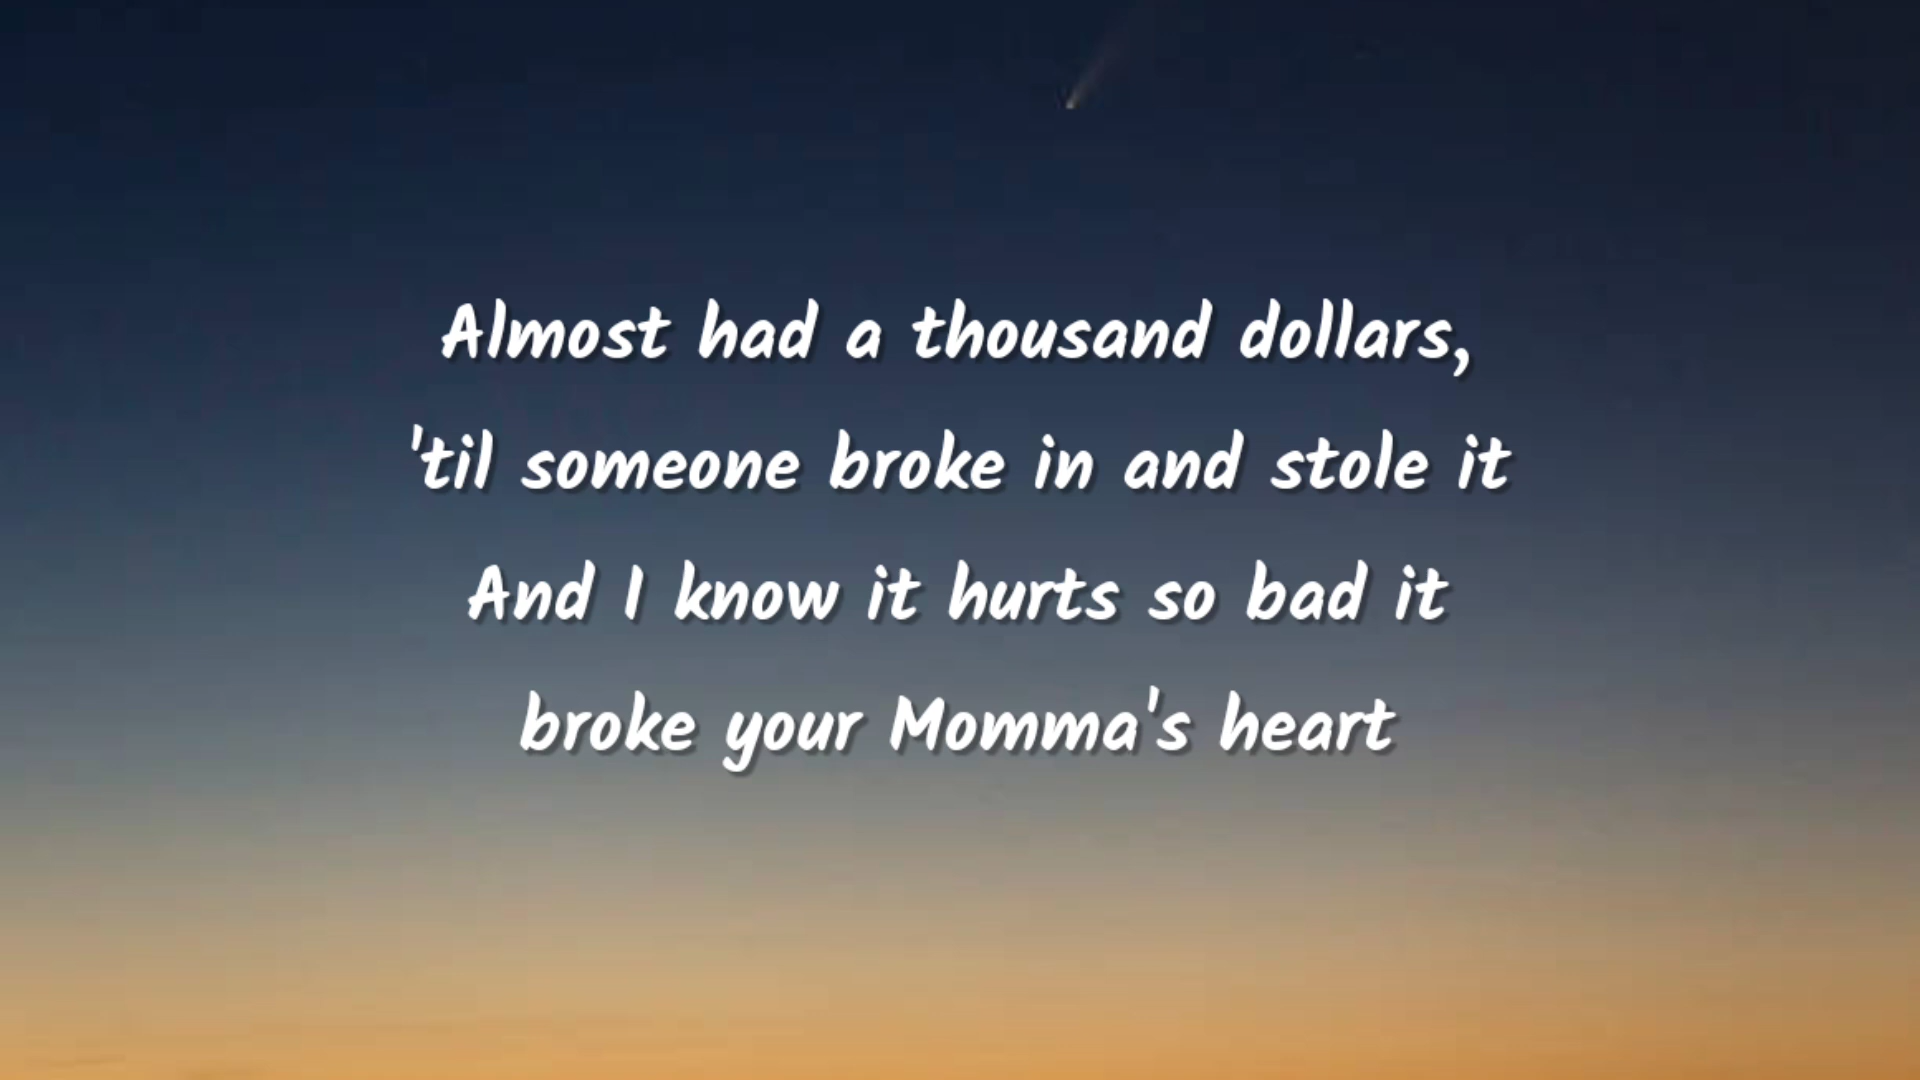 Almost had a thousand dollars,
'til someone broke in and stole it
And I know it hurts so bad it
broke your Momma's heart